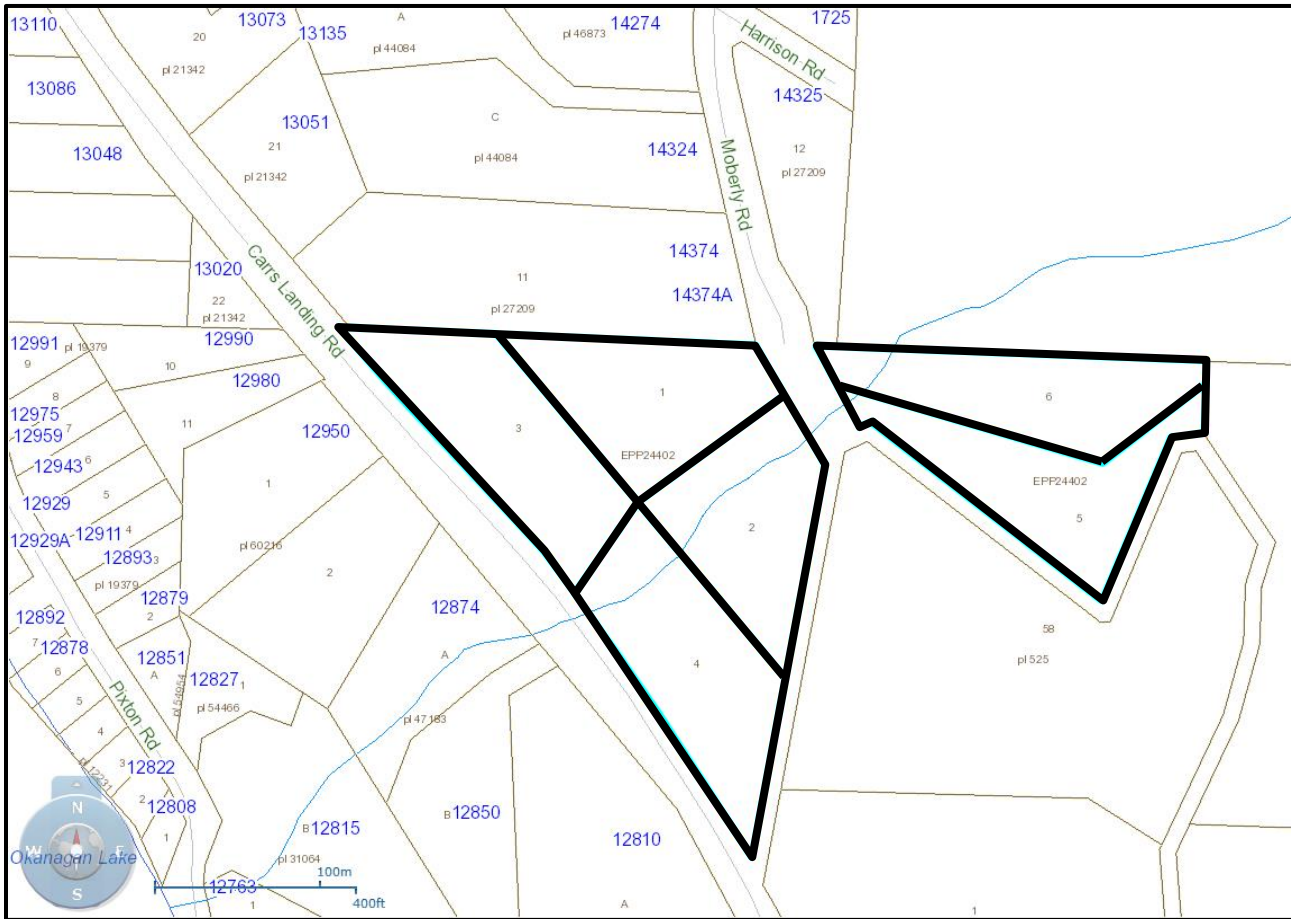 13110
13073
A
14274
1725
20
13135
pl 46873
pl 44084
Harrison Rd
pl 21342
13086
14325
C
13051
13048
21
14324
12
pl 44084
Moberly Rd
pl 27209
pl 21342
Carrs Landing Rd
14374
13020
11
14374A
22
pl 27209
pl 21342
12991
pl 19379
12990
9
10
12980
8
1
6
12975
7
11
3
12950
12959
EPP24402
12943
6
1
EPP24402
12929
5
5
2
12929A
12911
4
pl 60216
12893
3
2
pl 19379
12879
12874
12892
2
58
7
12878
12851
A
pl 525
6
A
12827
1
4
5
pl 54954
pl 54466
Pixton Rd
pl 47183
4
3
12822
pl 12231
2
12808
N
B
12850
1
B
12815
12810
W
E
Okanagan Lake
pl 31064
100m
S
12763
400ft
1
A
1